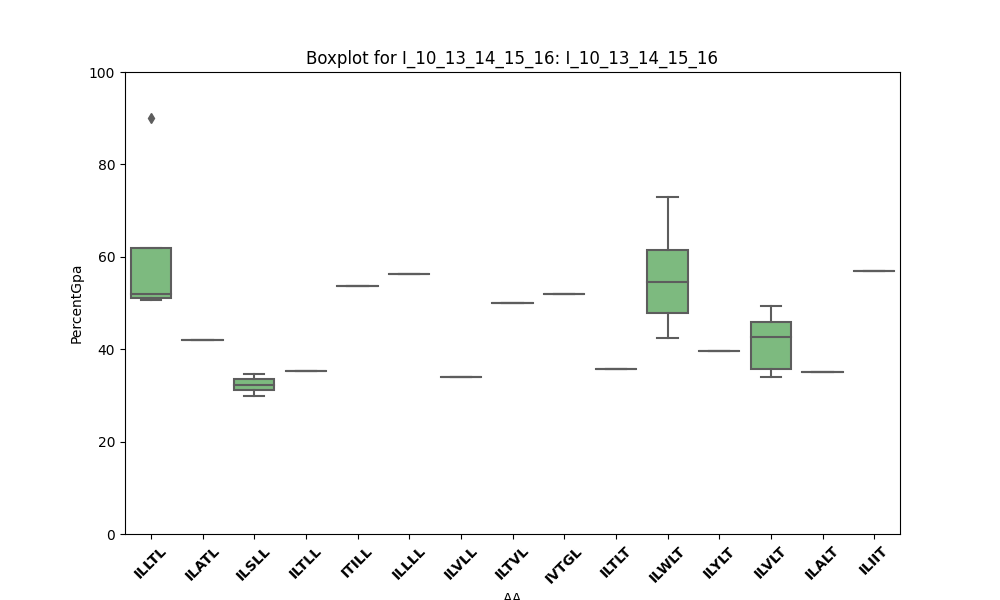 Boxplot for I_10_13_14_15_16: I_10_13_14_15_16
100
80
60
40
20
0
PercentGpa
ILLTL
ILATL
ILSLL
ILTLL
ITILL
ILLLL
ILVLL
ILTVL
IVTGL
ILTLT
ILWLT
ILYLT
ILVLT
ILALT
ILIIT
AA